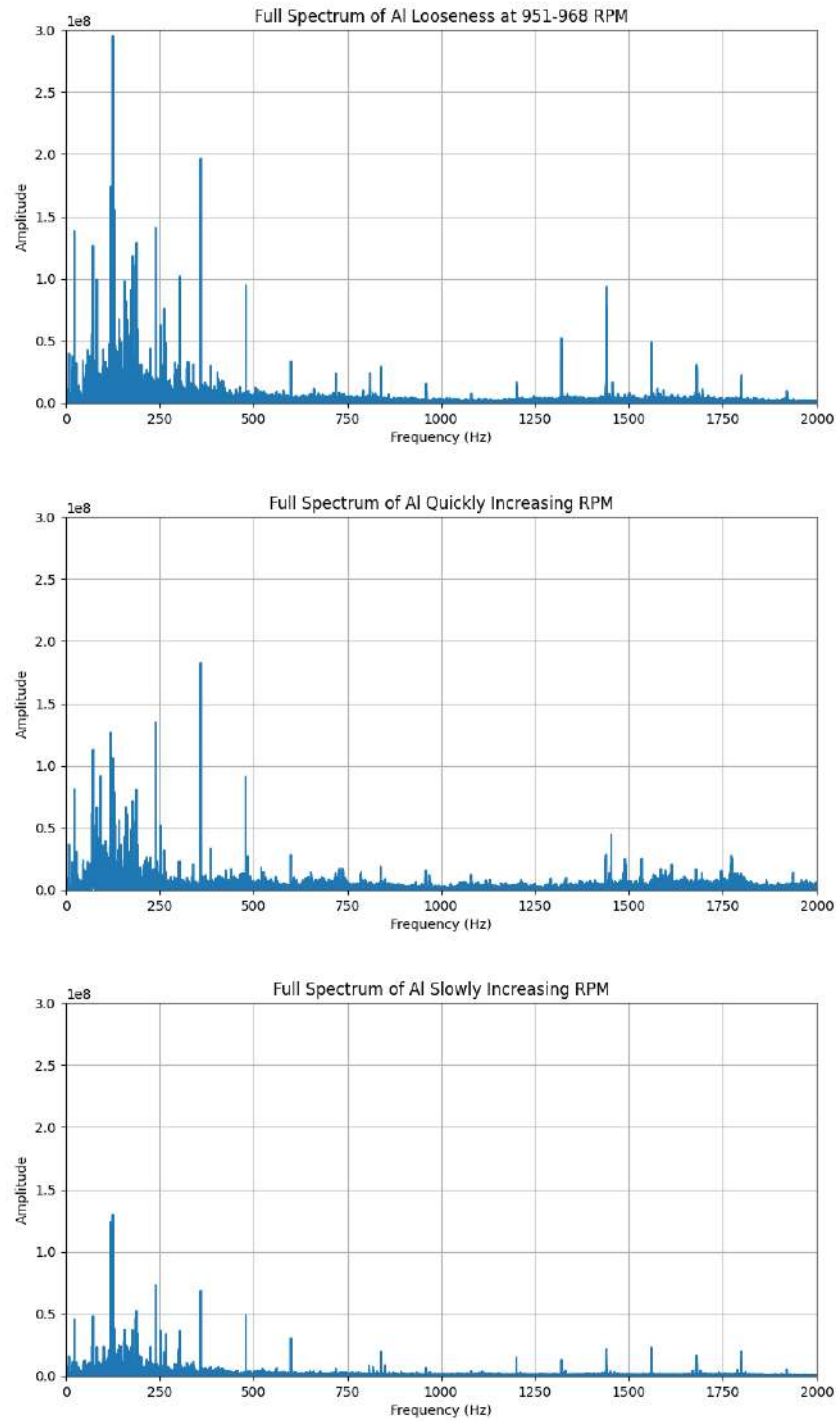 Full Spectrum of Al Looseness at 951-968 RPM
1e8
3.0
2.5
2.0
1.5
1.0
0.5
0.0
Amplitude
0 250 500 750 1000 1250 1500 1750 2000
Frequency (Hz)
Full Spectrum of Al Quickly Increasing RPM
1e8
3.0
2.5
2.0
1.5
1.0
0.5
0.0
Amplitude
0 250 500 750 1000 1250 1500 1750 2000
Frequency (Hz)
Full Spectrum of Al Slowly Increasing RPM
1e8
3.0
2.5
2.0
1.5
1.0
0.5
0.0
Amplitude
0 250 500 750 1000 1250 1500 1750 2000
Frequency (Hz)